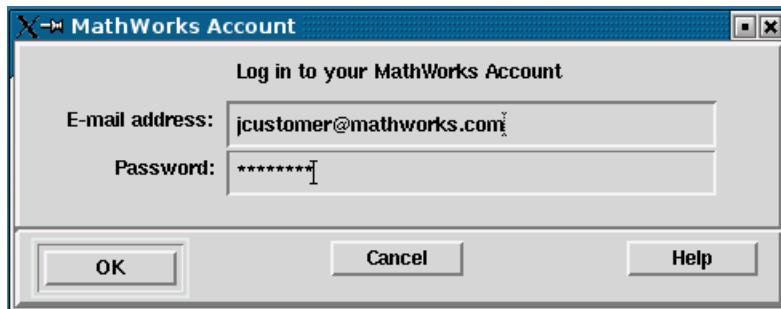 MathWorks Account
Log in to your MathWorks Account
E-mail address: jcustomer@mathworks.com
Password: ********
OK Cancel Help